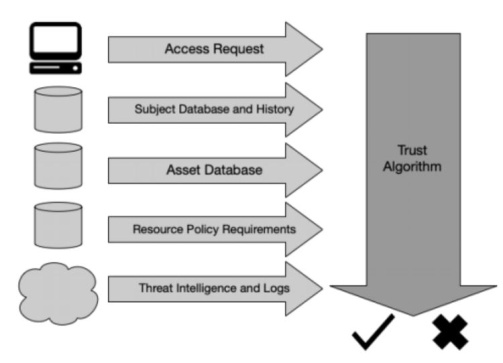 Access Request
Subject Database and History
Asset Database
Resource Policy Requirements
Threat Intelligence and Logs
Trust
Algorithm